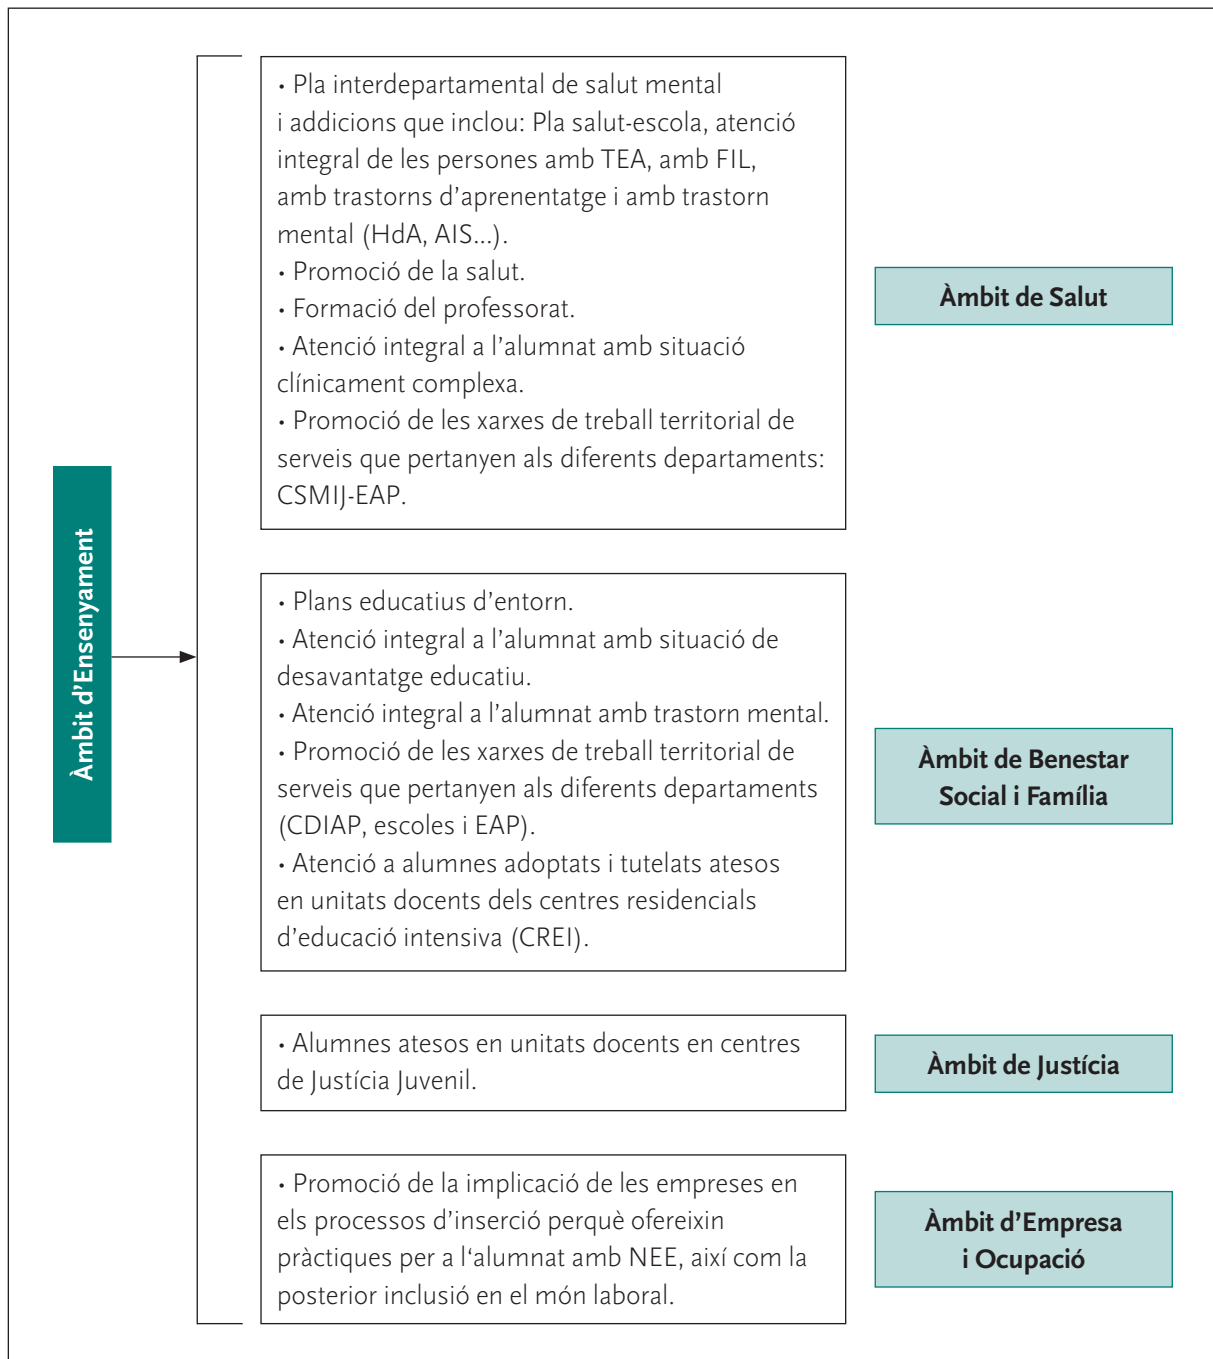 Àmbit d’Ensenyament
• Pla interdepartamental de salut mental
i addicions que inclou: Pla salut-escola, atenció
integral de les persones amb TEA, amb FIL,
amb trastorns d’aprenentatge i amb trastorn
mental (HdA, AIS...).
• Promoció de la salut.
• Formació del professorat.
• Atenció integral a l’alumnat amb situació
clínicament complexa.
• Promoció de les xarxes de treball territorial de
serveis que pertanyen als diferents departaments:
CSMIJ-EAP.
Àmbit de Salut
• Plans educatius d’entorn.
• Atenció integral a l’alumnat amb situació de
desavantatge educatiu.
• Atenció integral a l’alumnat amb trastorn mental.
• Promoció de les xarxes de treball territorial de
serveis que pertanyen als diferents departaments
(CDIAP, escoles i EAP).
• Atenció a alumnes adoptats i tutelats atesos
en unitats docents dels centres residencials
d’educació intensiva (CREI).
Àmbit de Benestar
Social i Família
• Alumnes atesos en unitats docents en centres
de Justícia Juvenil.
Àmbit de Justícia
• Promoció de la implicació de les empreses en
els processos d’inserció perquè ofereixin
pràctiques per a l‘alumnat amb NEE, així com la
posterior inclusió en el món laboral.
Àmbit d’Empresa
i Ocupació